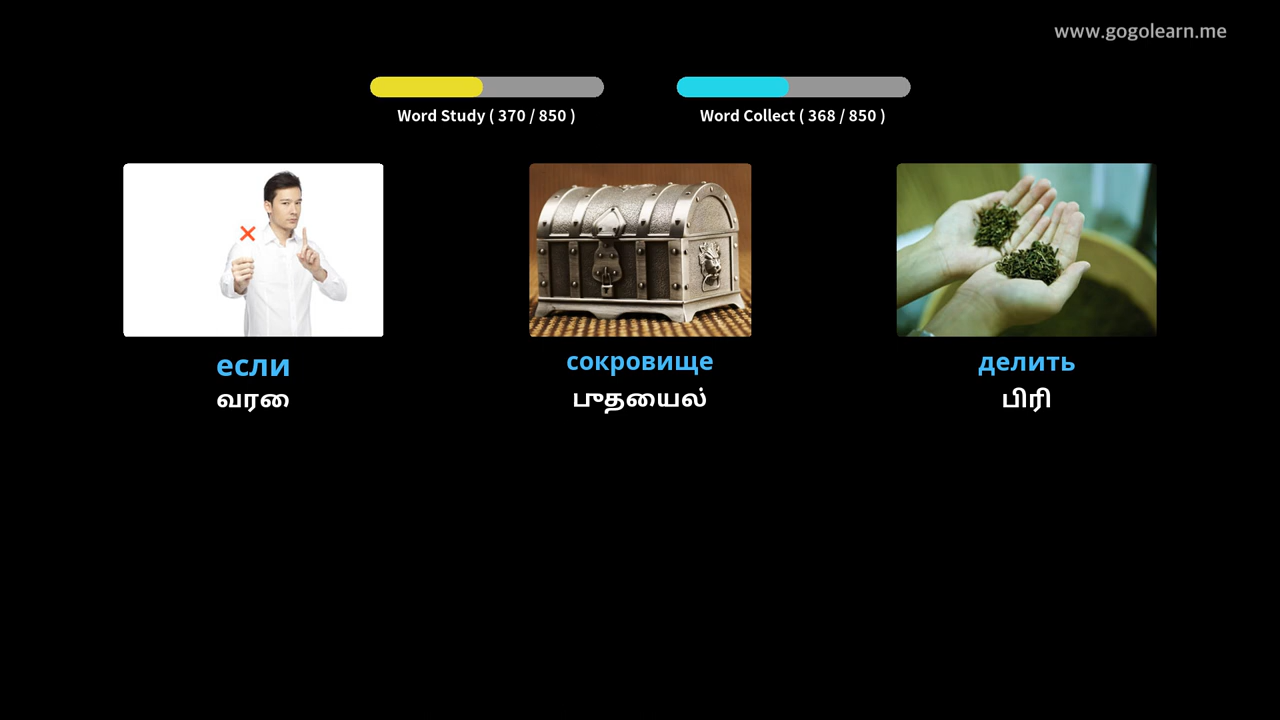 www.gogolearn.me
Word Study ( 370 / 850 )
Word Collect ( 368 / 850 )
если
сокровище
делить
வரை
புதையல்
பிரி